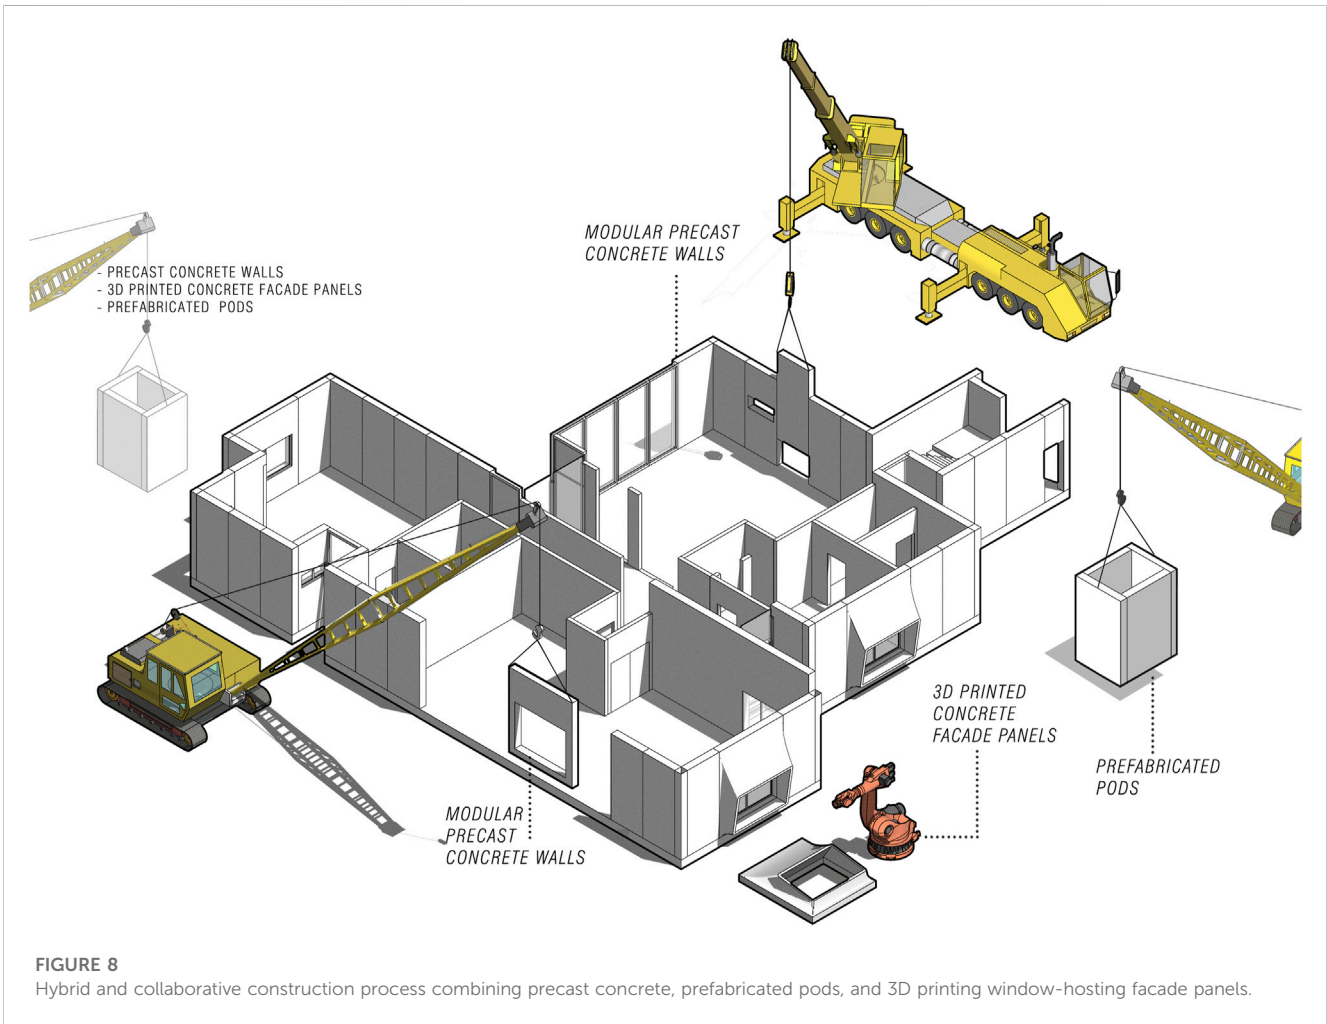 MODULAR PRECAST
CONCRETE WALLS
- PRECAST CONCRETE WALLS
- 3D PRINTED CONCRETE FACADE PANELS
- PREFABRICATED PODS
3D PRINTED
CONCRETE
FACADE PANELS
PREFABRICATED
PODS
MODULAR
PRECAST
CONCRETE WALLS
FIGURE 8
Hybrid and collaborative construction process combining precast concrete, prefabricated pods, and 3D printing window-hosting facade panels.